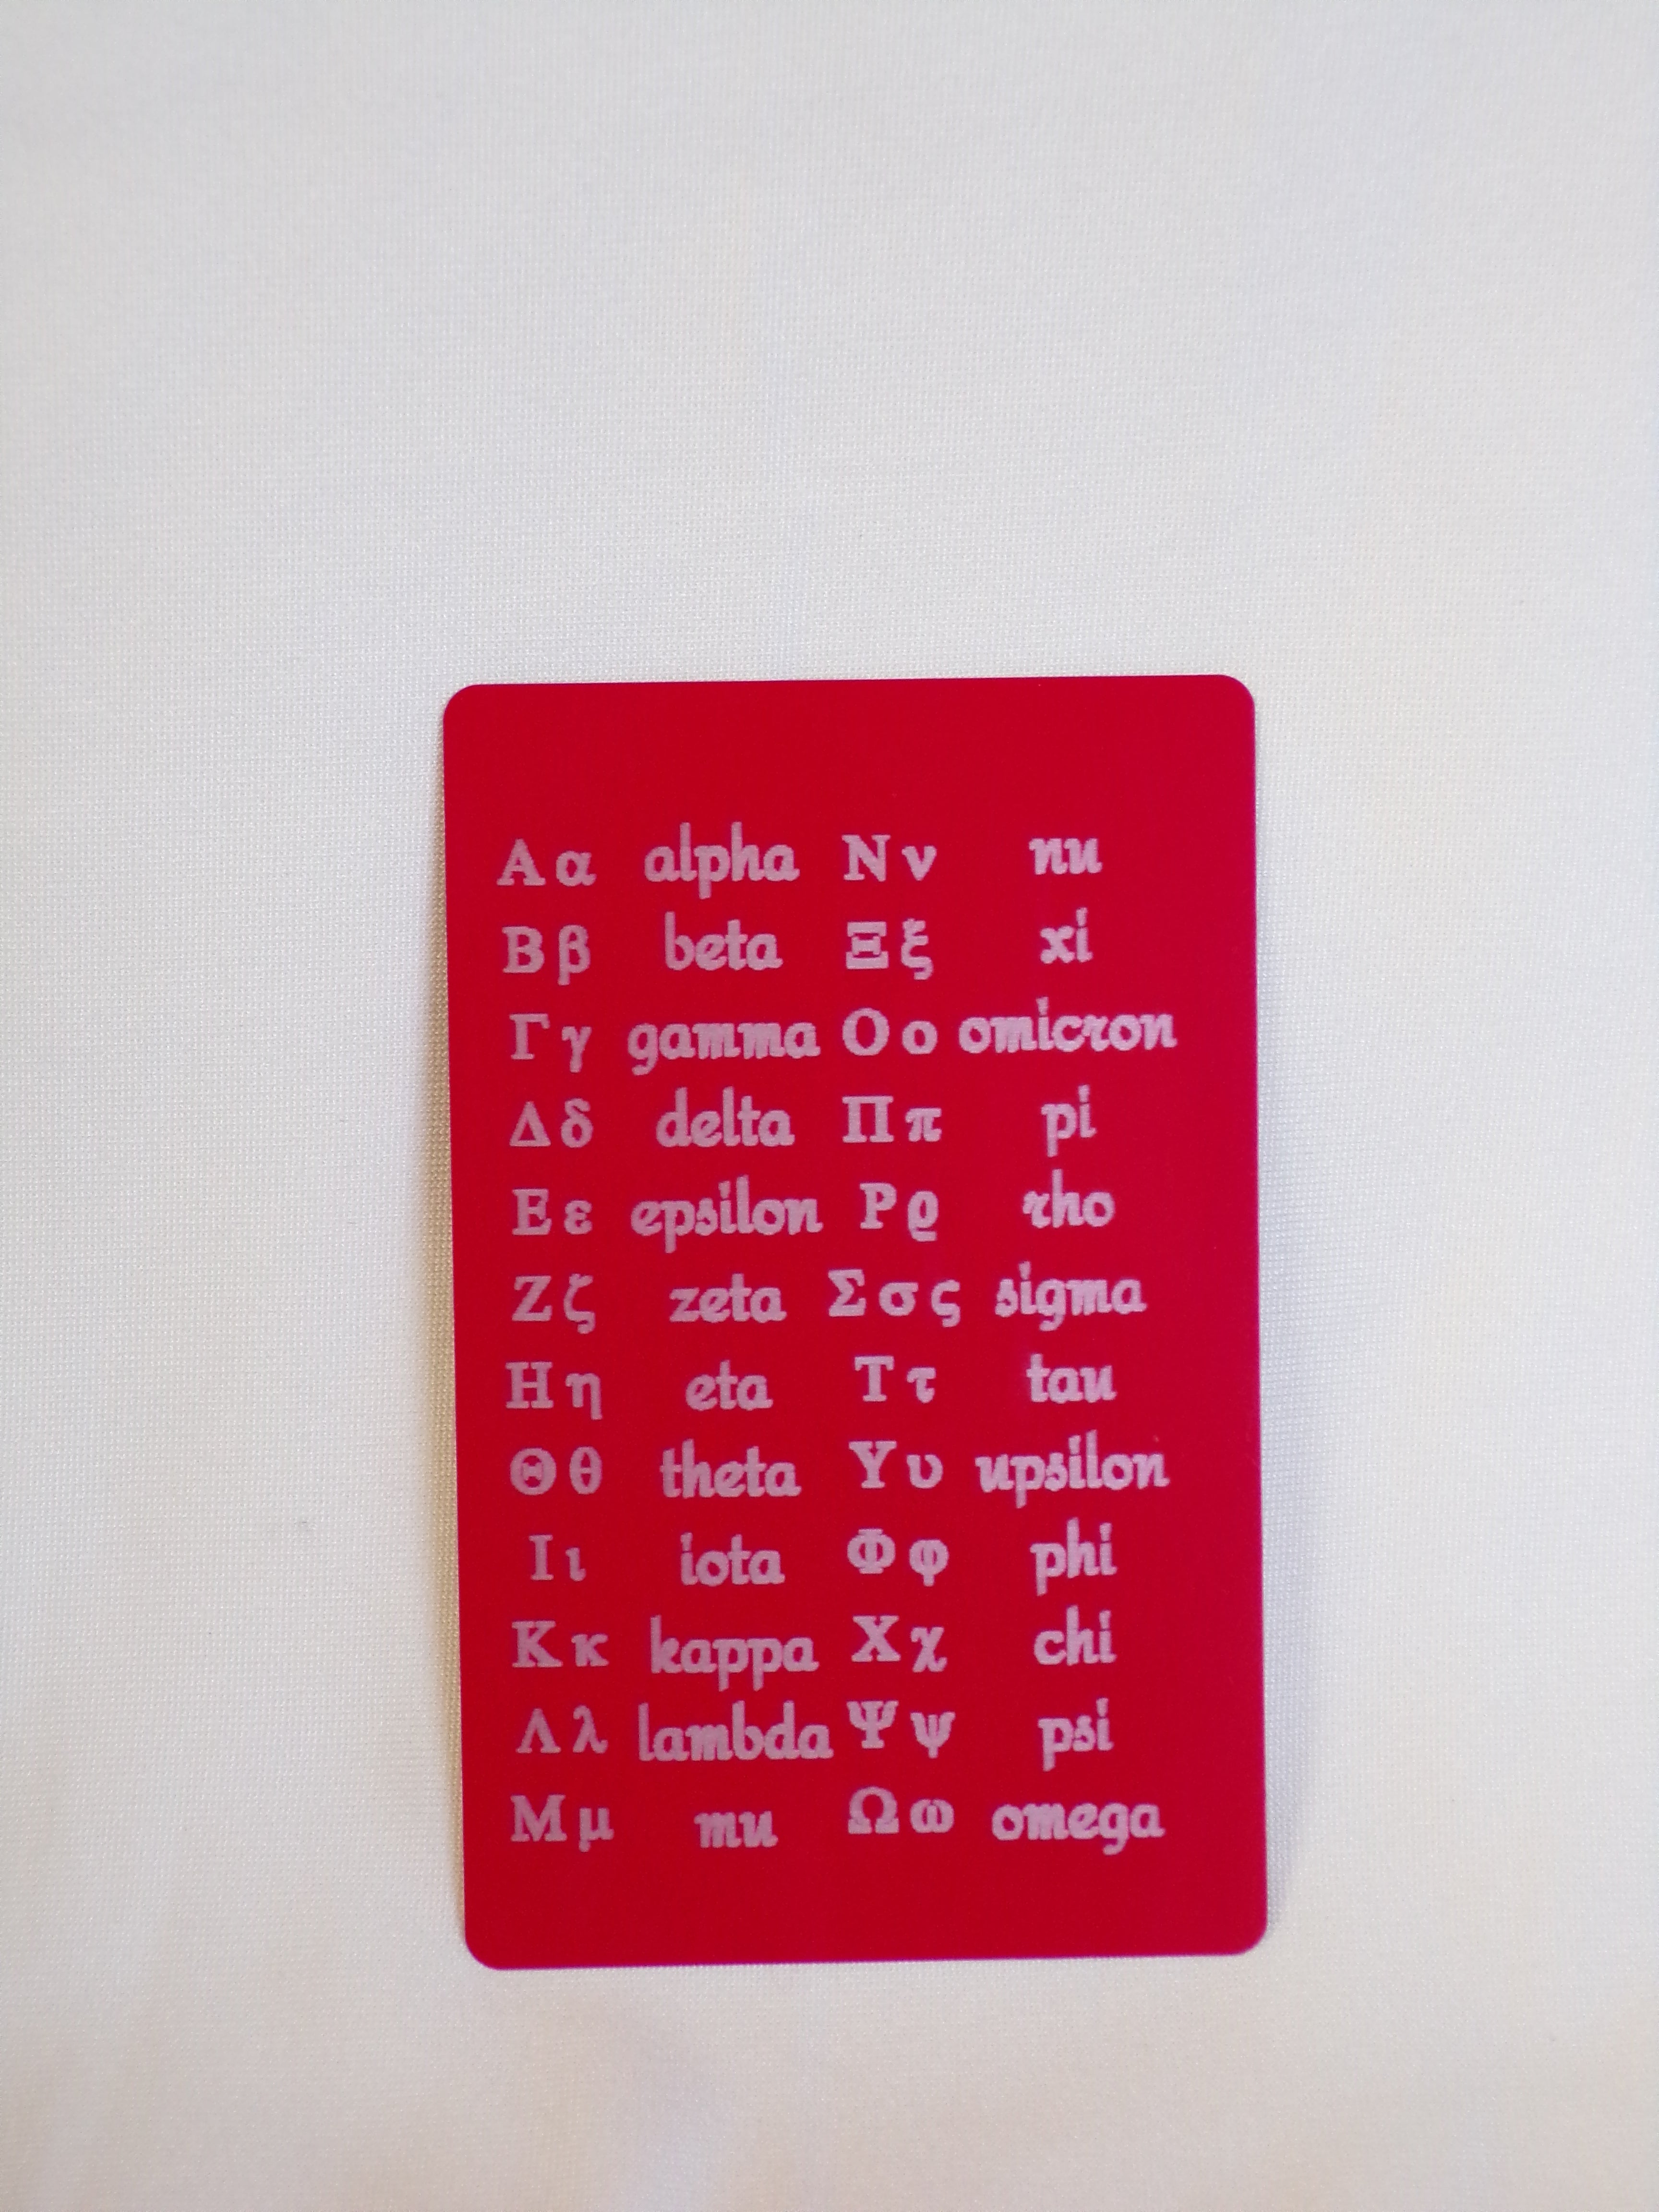 Α α alpha Ν ν nu
Β β beta Ξ ξ xi
Γ γ gamma Ο ο omicron
Δ δ delta Π π pi
Ε ε epsilon Ρ ϱ rho
Ζ ζ zeta Σ σ ς sigma
Η η eta Τ τ tau
Θ θ theta Υ υ upsilon
Ι ι iota Φ φ phi
Κ κ kappa Χ χ chi
Λ λ lambda Ψ ψ psi
Μ μ mu Ω ω omega